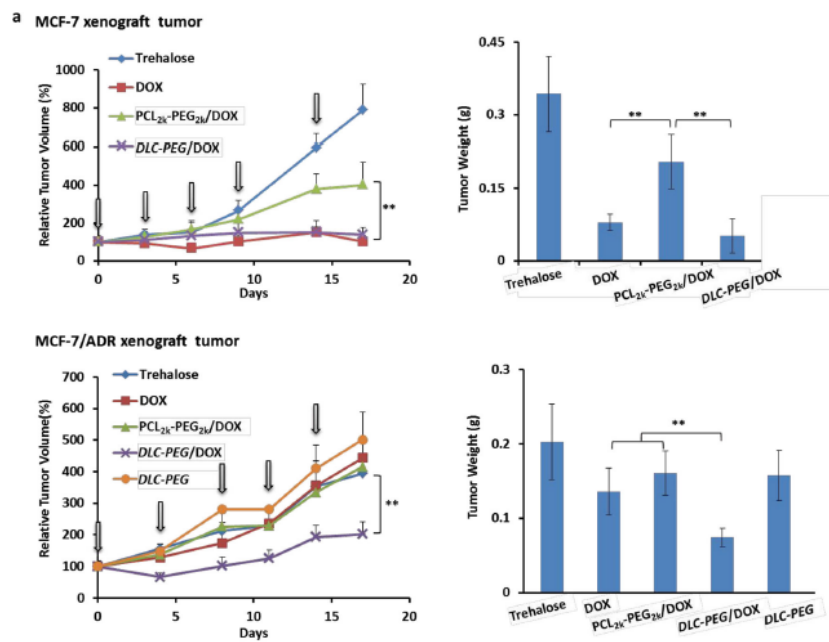 a
MCF-7 xenograft tumor
Trehalose
DOX
PCL2k-PEG2k/DOX
DLC-PEG/DOX
Relative Tumor Volume (%)
1000
800
600
400
200
0
**
0 5 10 15 20
Days
Tumor Weight (g)
0.45
0.3
0.15
0
** **
Trehalose
DOX
PCL2k-PEG2k/DOX
DLC-PEG/DOX
MCF-7/ADR xenograft tumor
Trehalose
DOX
PCL2k-PEG2k/DOX
DLC-PEG/DOX
DLC-PEG
Relative Tumor Volume(%)
700
600
500
400
300
200
100
0
**
0 5 10 15 20
Days
Tumor Weight (g)
0.3
0.2
0.1
0
**
Trehalose
DOX
PCL2k-PEG2k/DOX
DLC-PEG/DOX
DLC-PEG